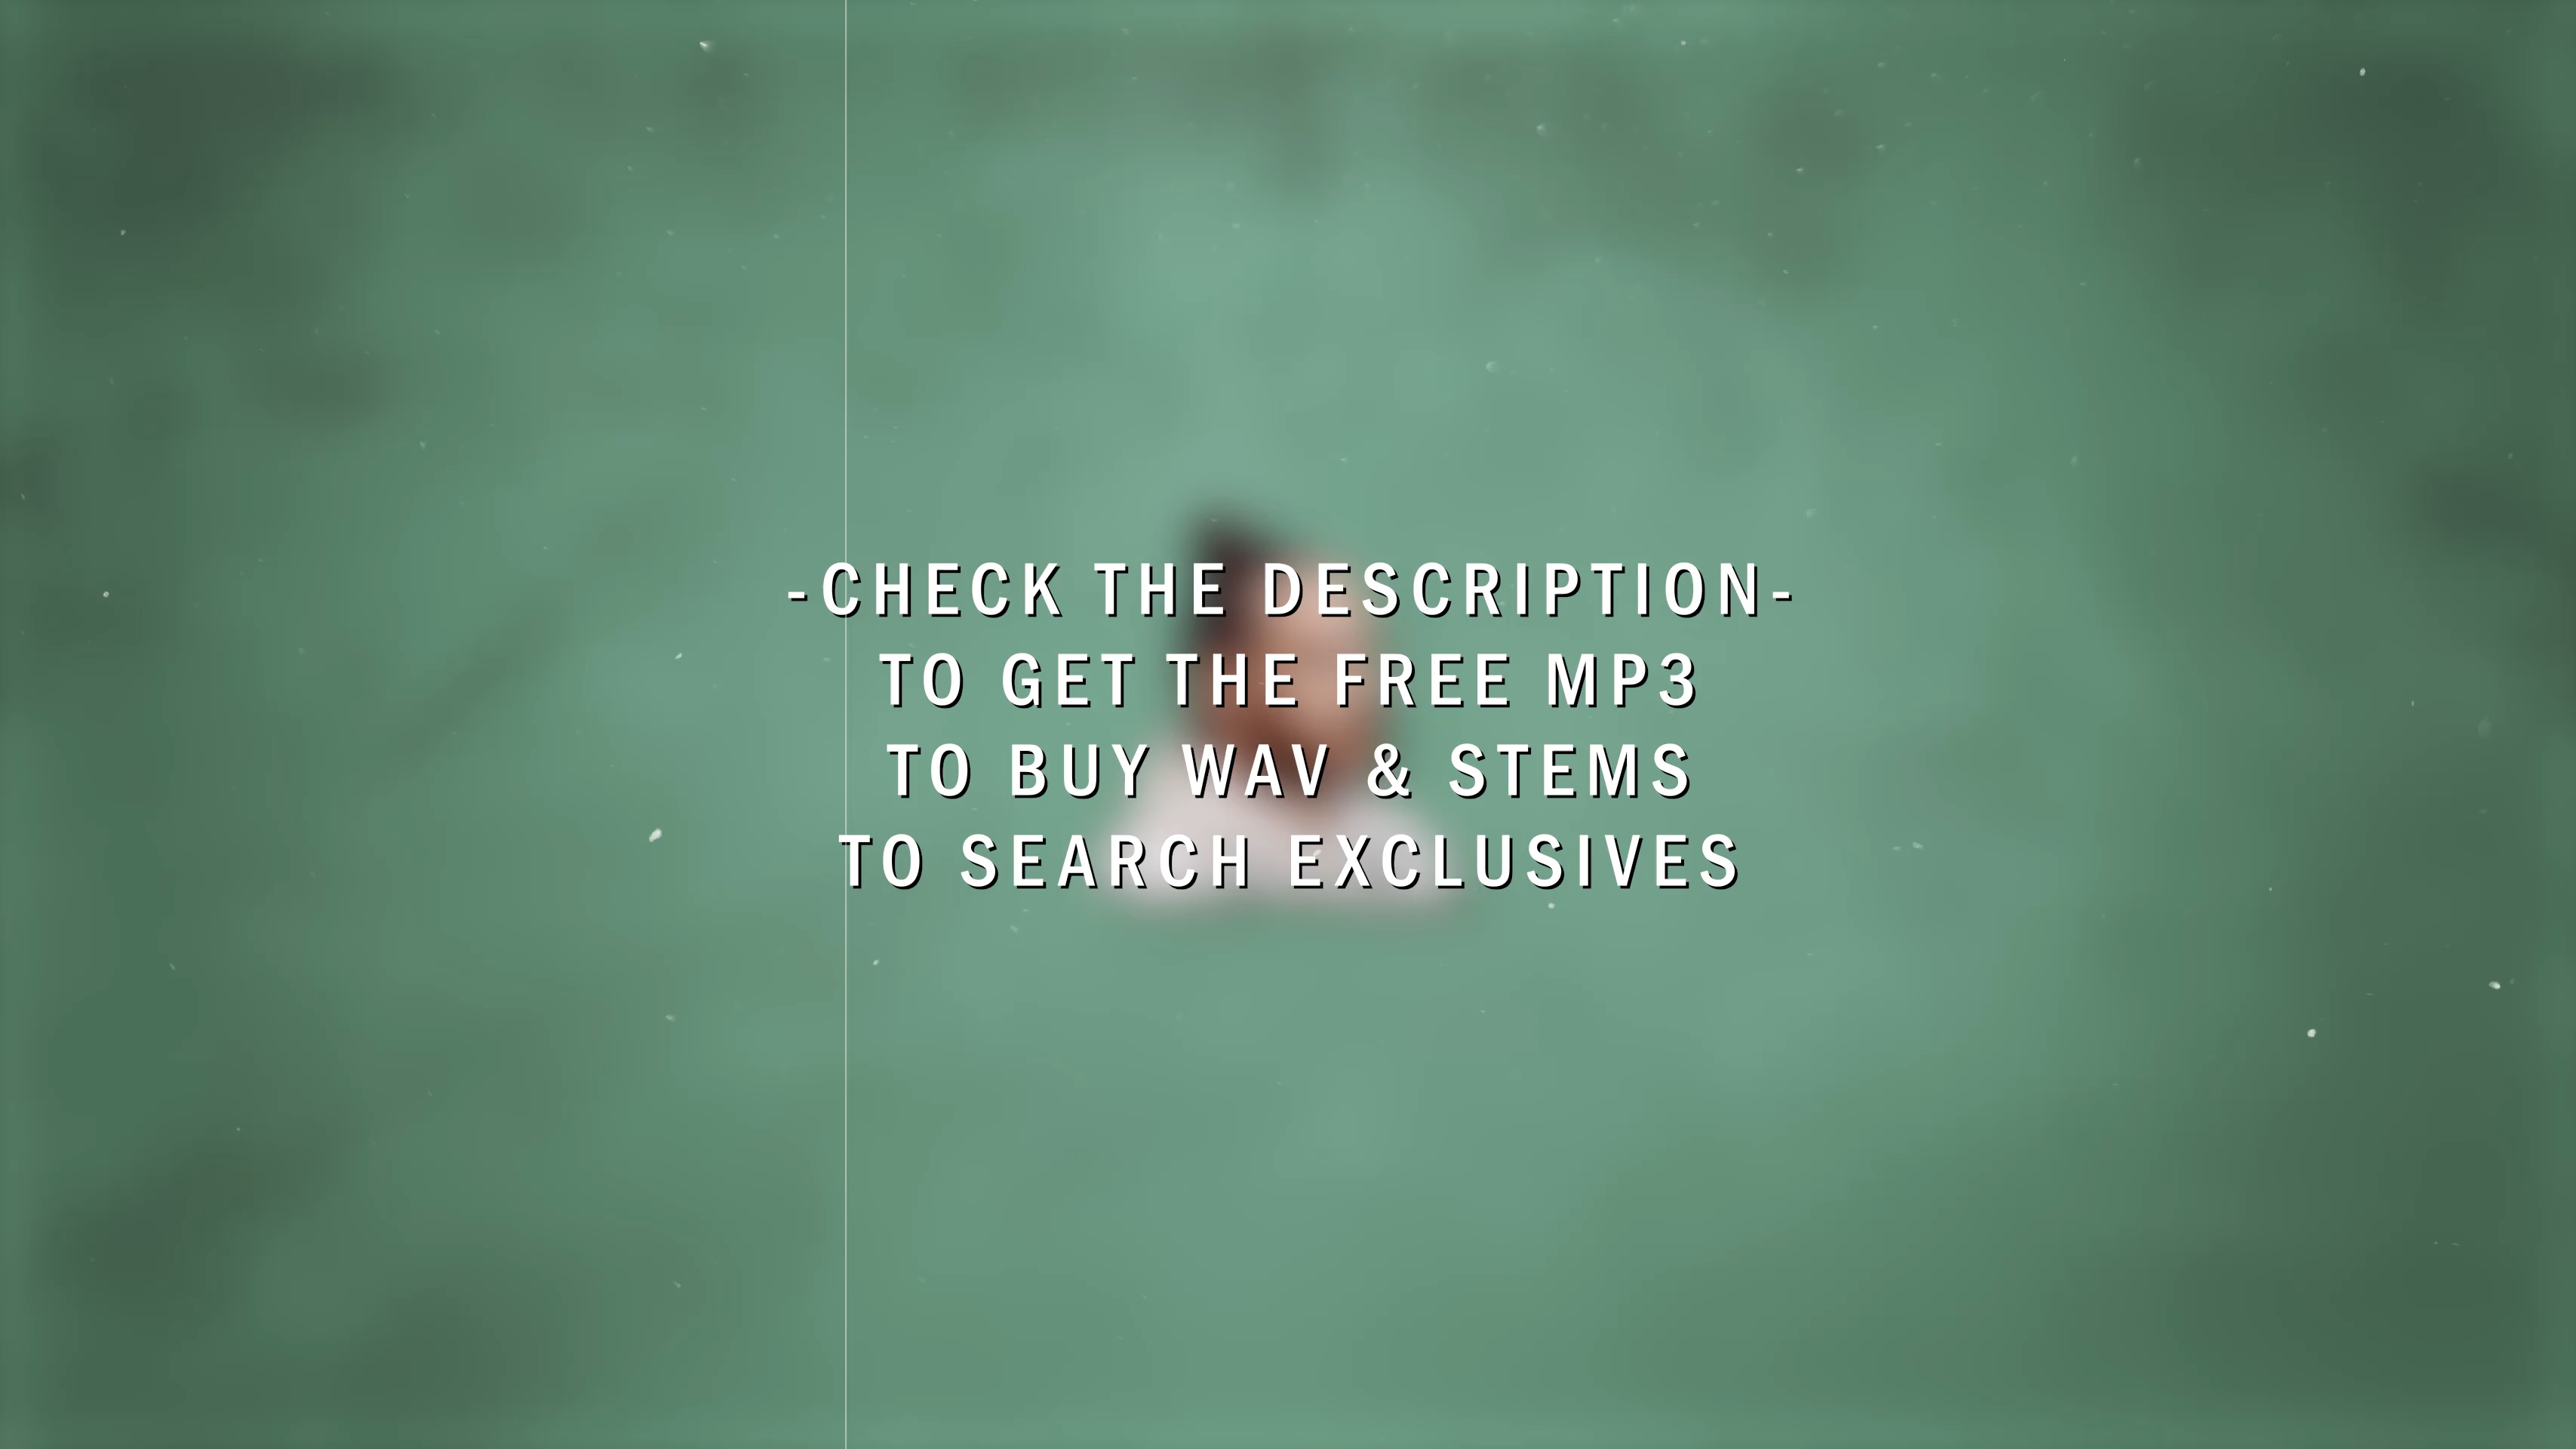 -CHECK THE DESCRIPTION-
TO GET THE FREE MP3
TO BUY WAV & STEMS
TO SEARCH EXCLUSIVES